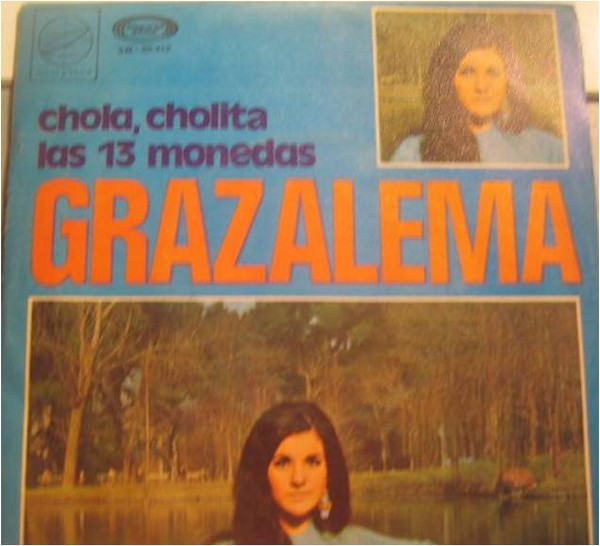 chola, cholita
las 13 monedas
GRAZALEMA